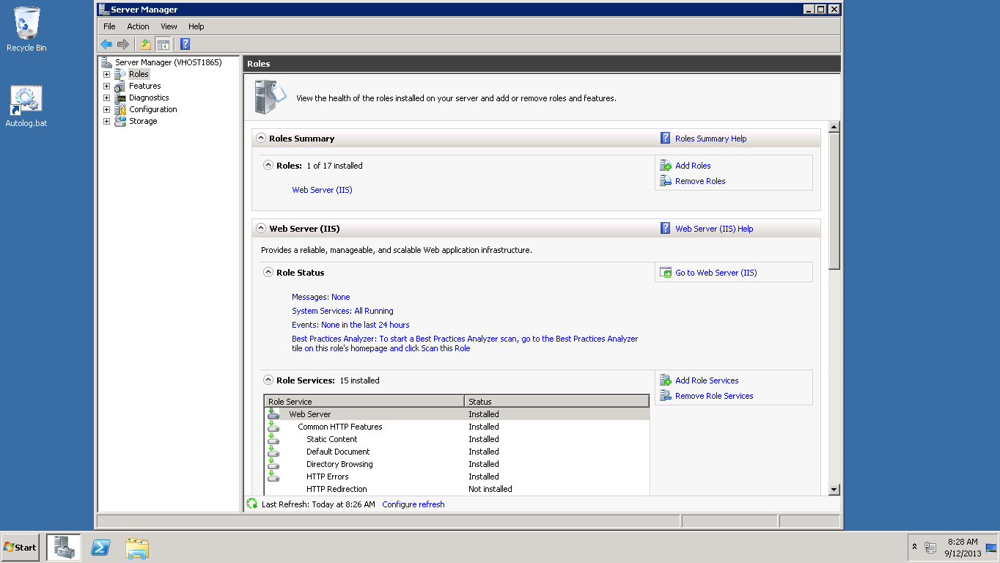 Recycle Bin
Autolog.bat
Server Manager
File Action View Help
Server Manager (VHOST1865)
Roles
Features
Diagnostics
Configuration
Storage
Roles
View the health of the roles installed on your server and add or remove roles and features.
Roles Summary
Roles Summary Help
Roles: 1 of 17 installed
Add Roles
Remove Roles
Web Server (IIS)
Web Server (IIS)
Web Server (IIS) Help
Provides a reliable, manageable, and scalable Web application infrastructure.
Role Status
Go to Web Server (IIS)
Messages: None
System Services: All Running
Events: None in the last 24 hours
Best Practices Analyzer: To start a Best Practices Analyzer scan, go to the Best Practices Analyzer
tile on this role's homepage and click Scan this Role
Role Services: 15 installed
Add Role Services
Remove Role Services
Role Service Status
Web Server Installed
Common HTTP Features Installed
Static Content Installed
Default Document Installed
Directory Browsing Installed
HTTP Errors Installed
HTTP Redirection Not installed
Last Refresh: Today at 8:26 AM Configure refresh
Start
8:28 AM
9/12/2013